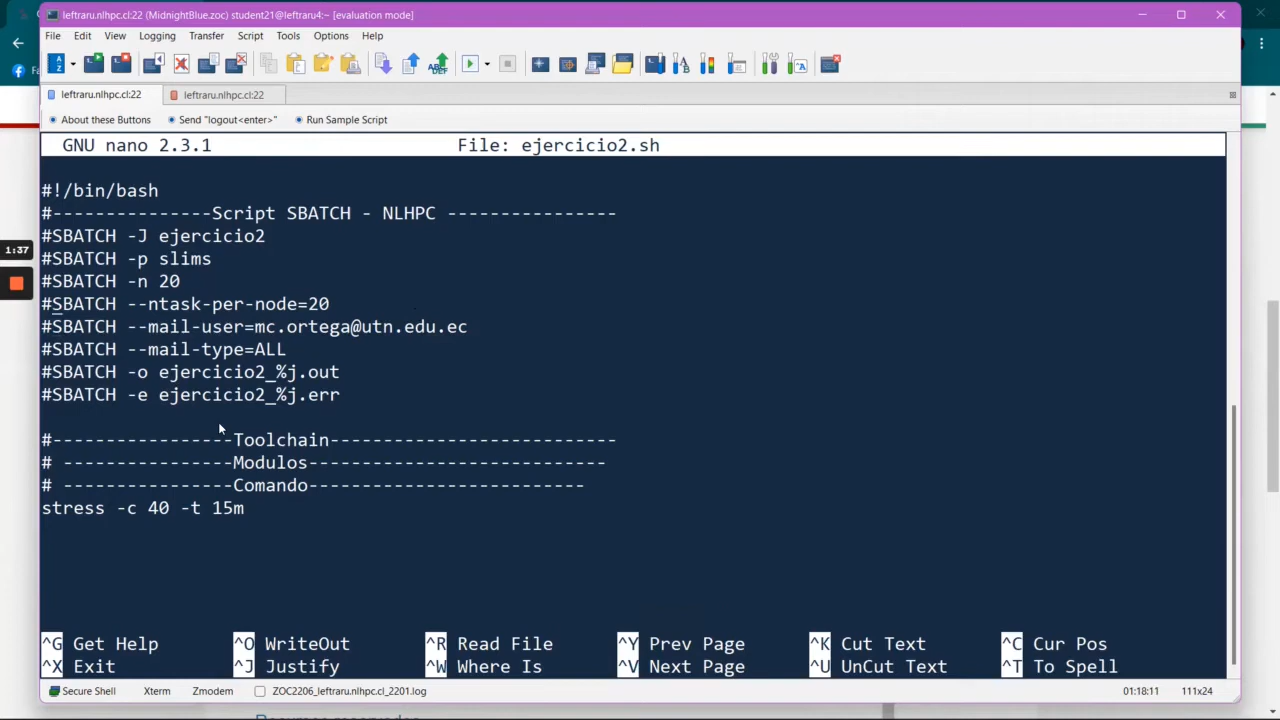 leftraru.nlhpc.cl:22 (MidnightBlue.zoc) student21@leftraru4:~ [evaluation mode]
File Edit View Logging Transfer Script Tools Options Help
leftraru.nlhpc.cl:22 leftraru.nlhpc.cl:22
About these Buttons Send "logout<enter>" Run Sample Script
GNU nano 2.3.1 File: ejercicio2.sh
#!/bin/bash
#---------------Script SBATCH - NLHPC ----------------
#SBATCH -J ejercicio2
1:37
#SBATCH -p slims
#SBATCH -n 20
#SBATCH --ntask-per-node=20
#SBATCH --mail-user=mc.ortega@utn.edu.ec
#SBATCH --mail-type=ALL
#SBATCH -o ejercicio2_%j.out
#SBATCH -e ejercicio2_%j.err
#-----------------Toolchain---------------------------
# ----------------Modulos----------------------------
# ----------------Comando--------------------------
stress -c 40 -t 15m
^G Get Help ^O WriteOut ^R Read File ^Y Prev Page ^K Cut Text ^C Cur Pos
^X Exit ^J Justify ^W Where Is ^V Next Page ^U UnCut Text ^T To Spell
Secure Shell Xterm Zmodem ZOC2206_leftraru.nlhpc.cl_2201.log 01:18:11 111x24